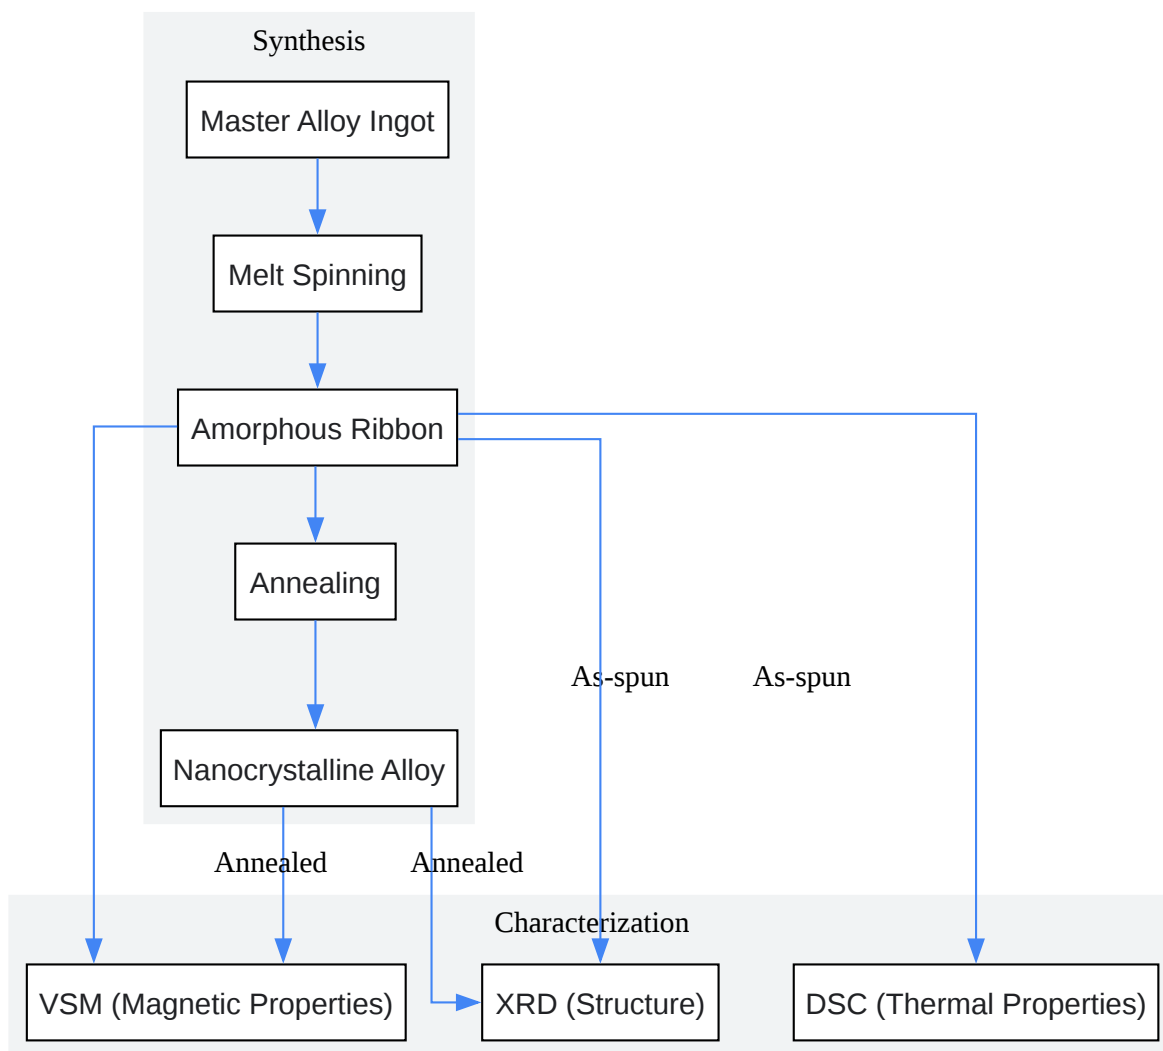 Synthesis
Master Alloy Ingot
Melt Spinning
Amorphous Ribbon
Annealing
As-spun
As-spun
Nanocrystalline Alloy
Annealed
Annealed
Characterization
VSM (Magnetic Properties)
XRD (Structure)
DSC (Thermal Properties)